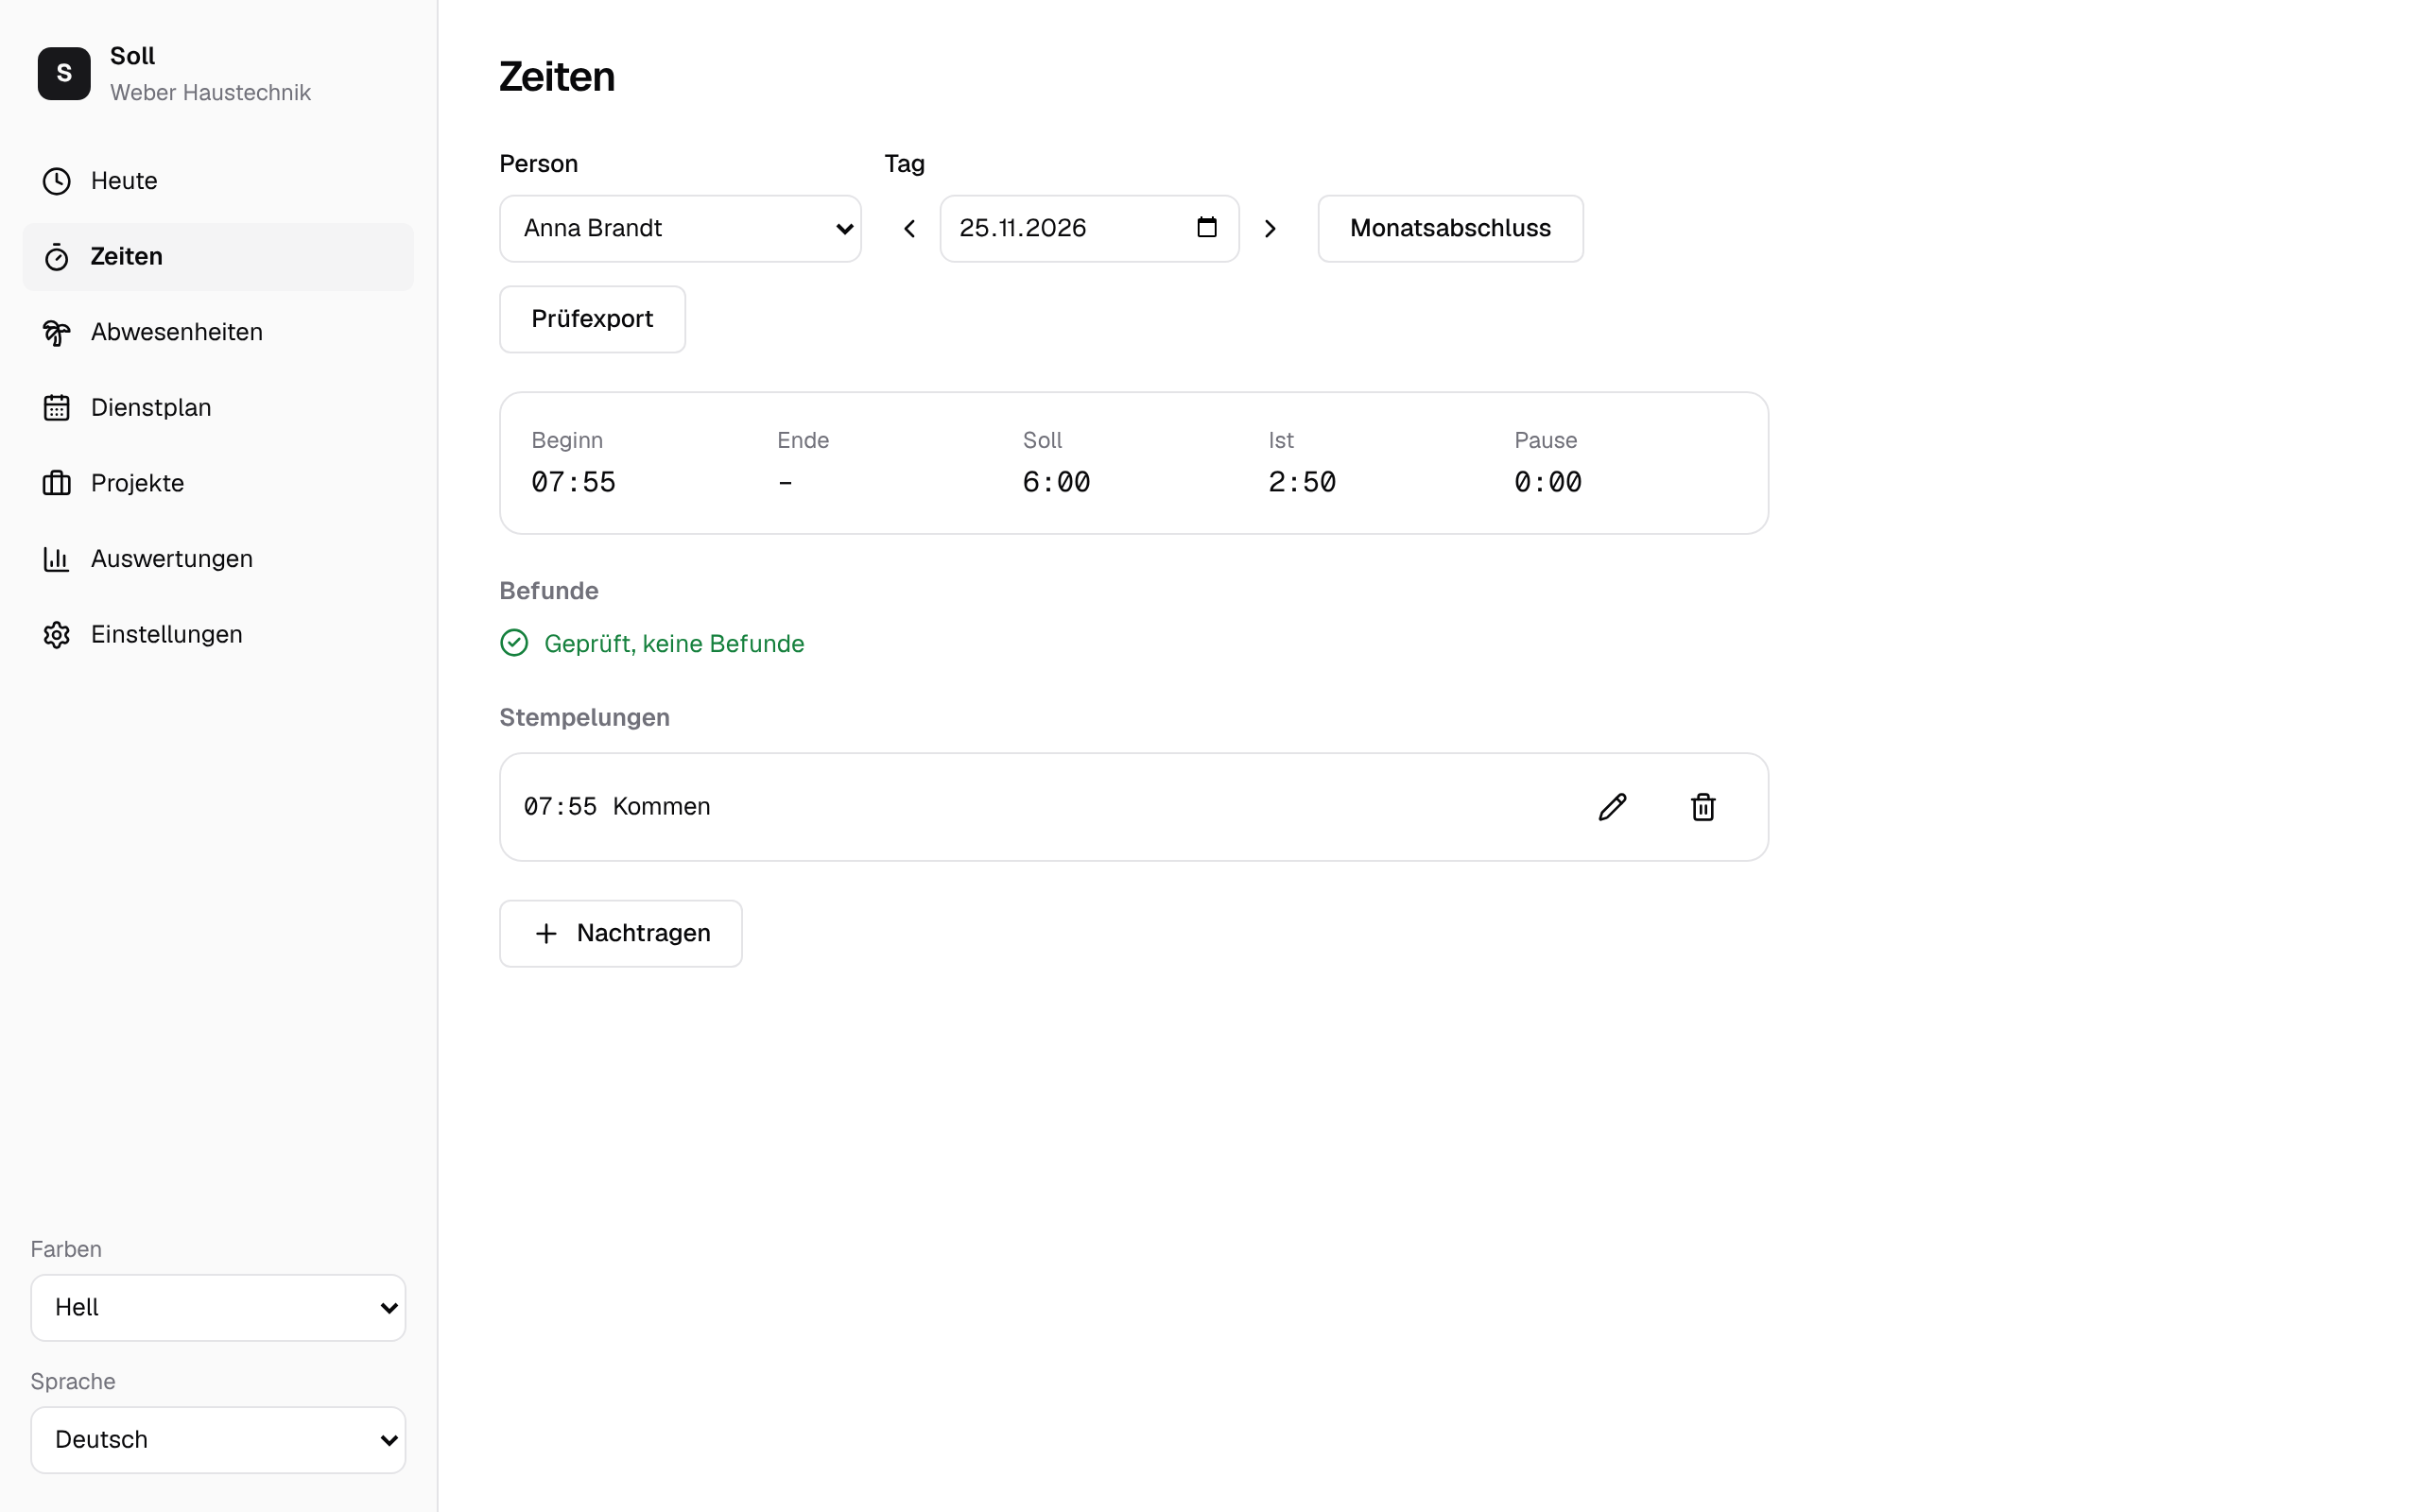 S
Soll
Weber Haustechnik
Heute
Zeiten
Abwesenheiten
Dienstplan
Projekte
Auswertungen
Einstellungen
Farben
Hell
Sprache
Deutsch
Zeiten
Person
Tag
Anna Brandt
25.11.2026
Monatsabschluss
Prüfexport
Beginn
07:55
Ende
-
Soll
6:00
Ist
2:50
Pause
0:00
Befunde
Geprüft, keine Befunde
Stempelungen
07:55 Kommen
Nachtragen